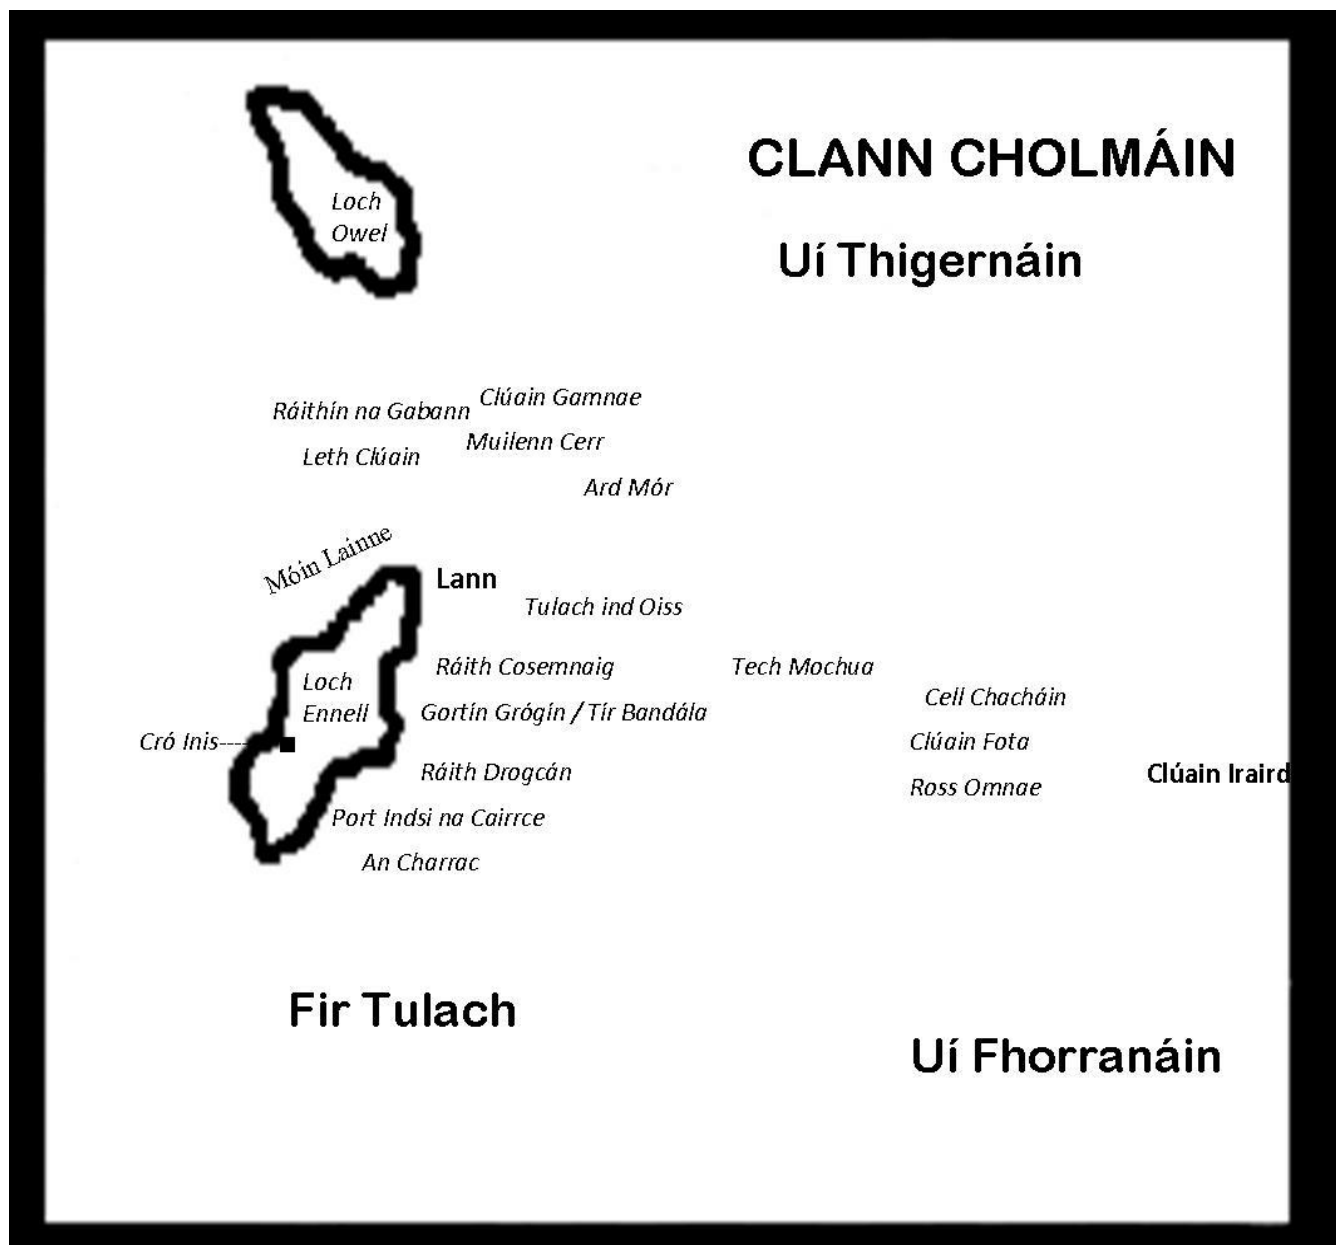 CLANN CHOLMÁIN
Loch
Owel
Uí Thigernáin
Clúain Gamnae
Ráithín na Gabann
Muilenn Cerr
Leth Clúain
Ard Mór
Móin Lainne
Lann
Tulach ind Oiss
Ráith Cosemnaig
Tech Mochua
Loch
Ennell
Cell Chacháin
Gortín Grógín / Tír Bandála
Cró Inis----
Clúain Fota
Ráith Drogcán
Clúain Iraird
Ross Omnae
Port Indsi na Cairrce
An Charrac
Fir Tulach
Uí Fhorranáin